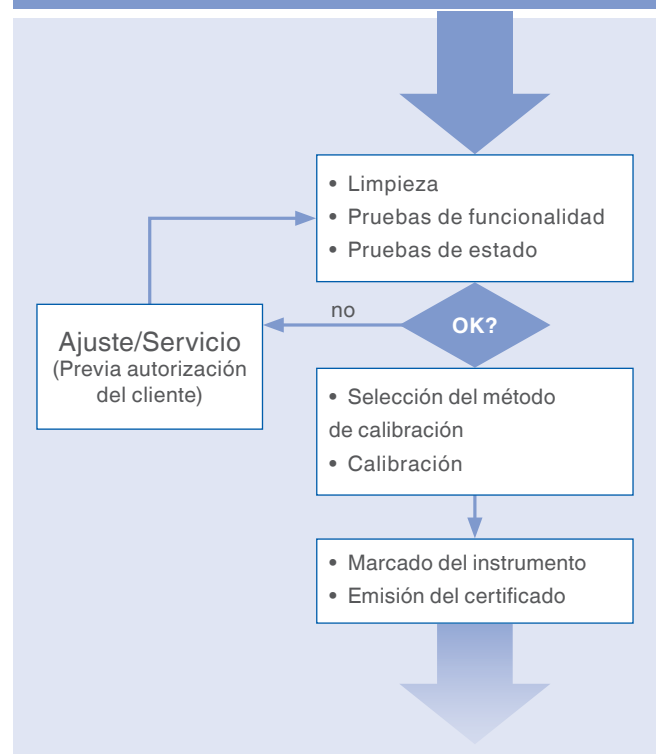 • Limpieza
• Pruebas de funcionalidad
• Pruebas de estado
no
OK?
Ajuste/Servicio
(Previa autorización
del cliente)
• Selección del método
de calibración
• Calibración
• Marcado del instrumento
• Emisión del certificado